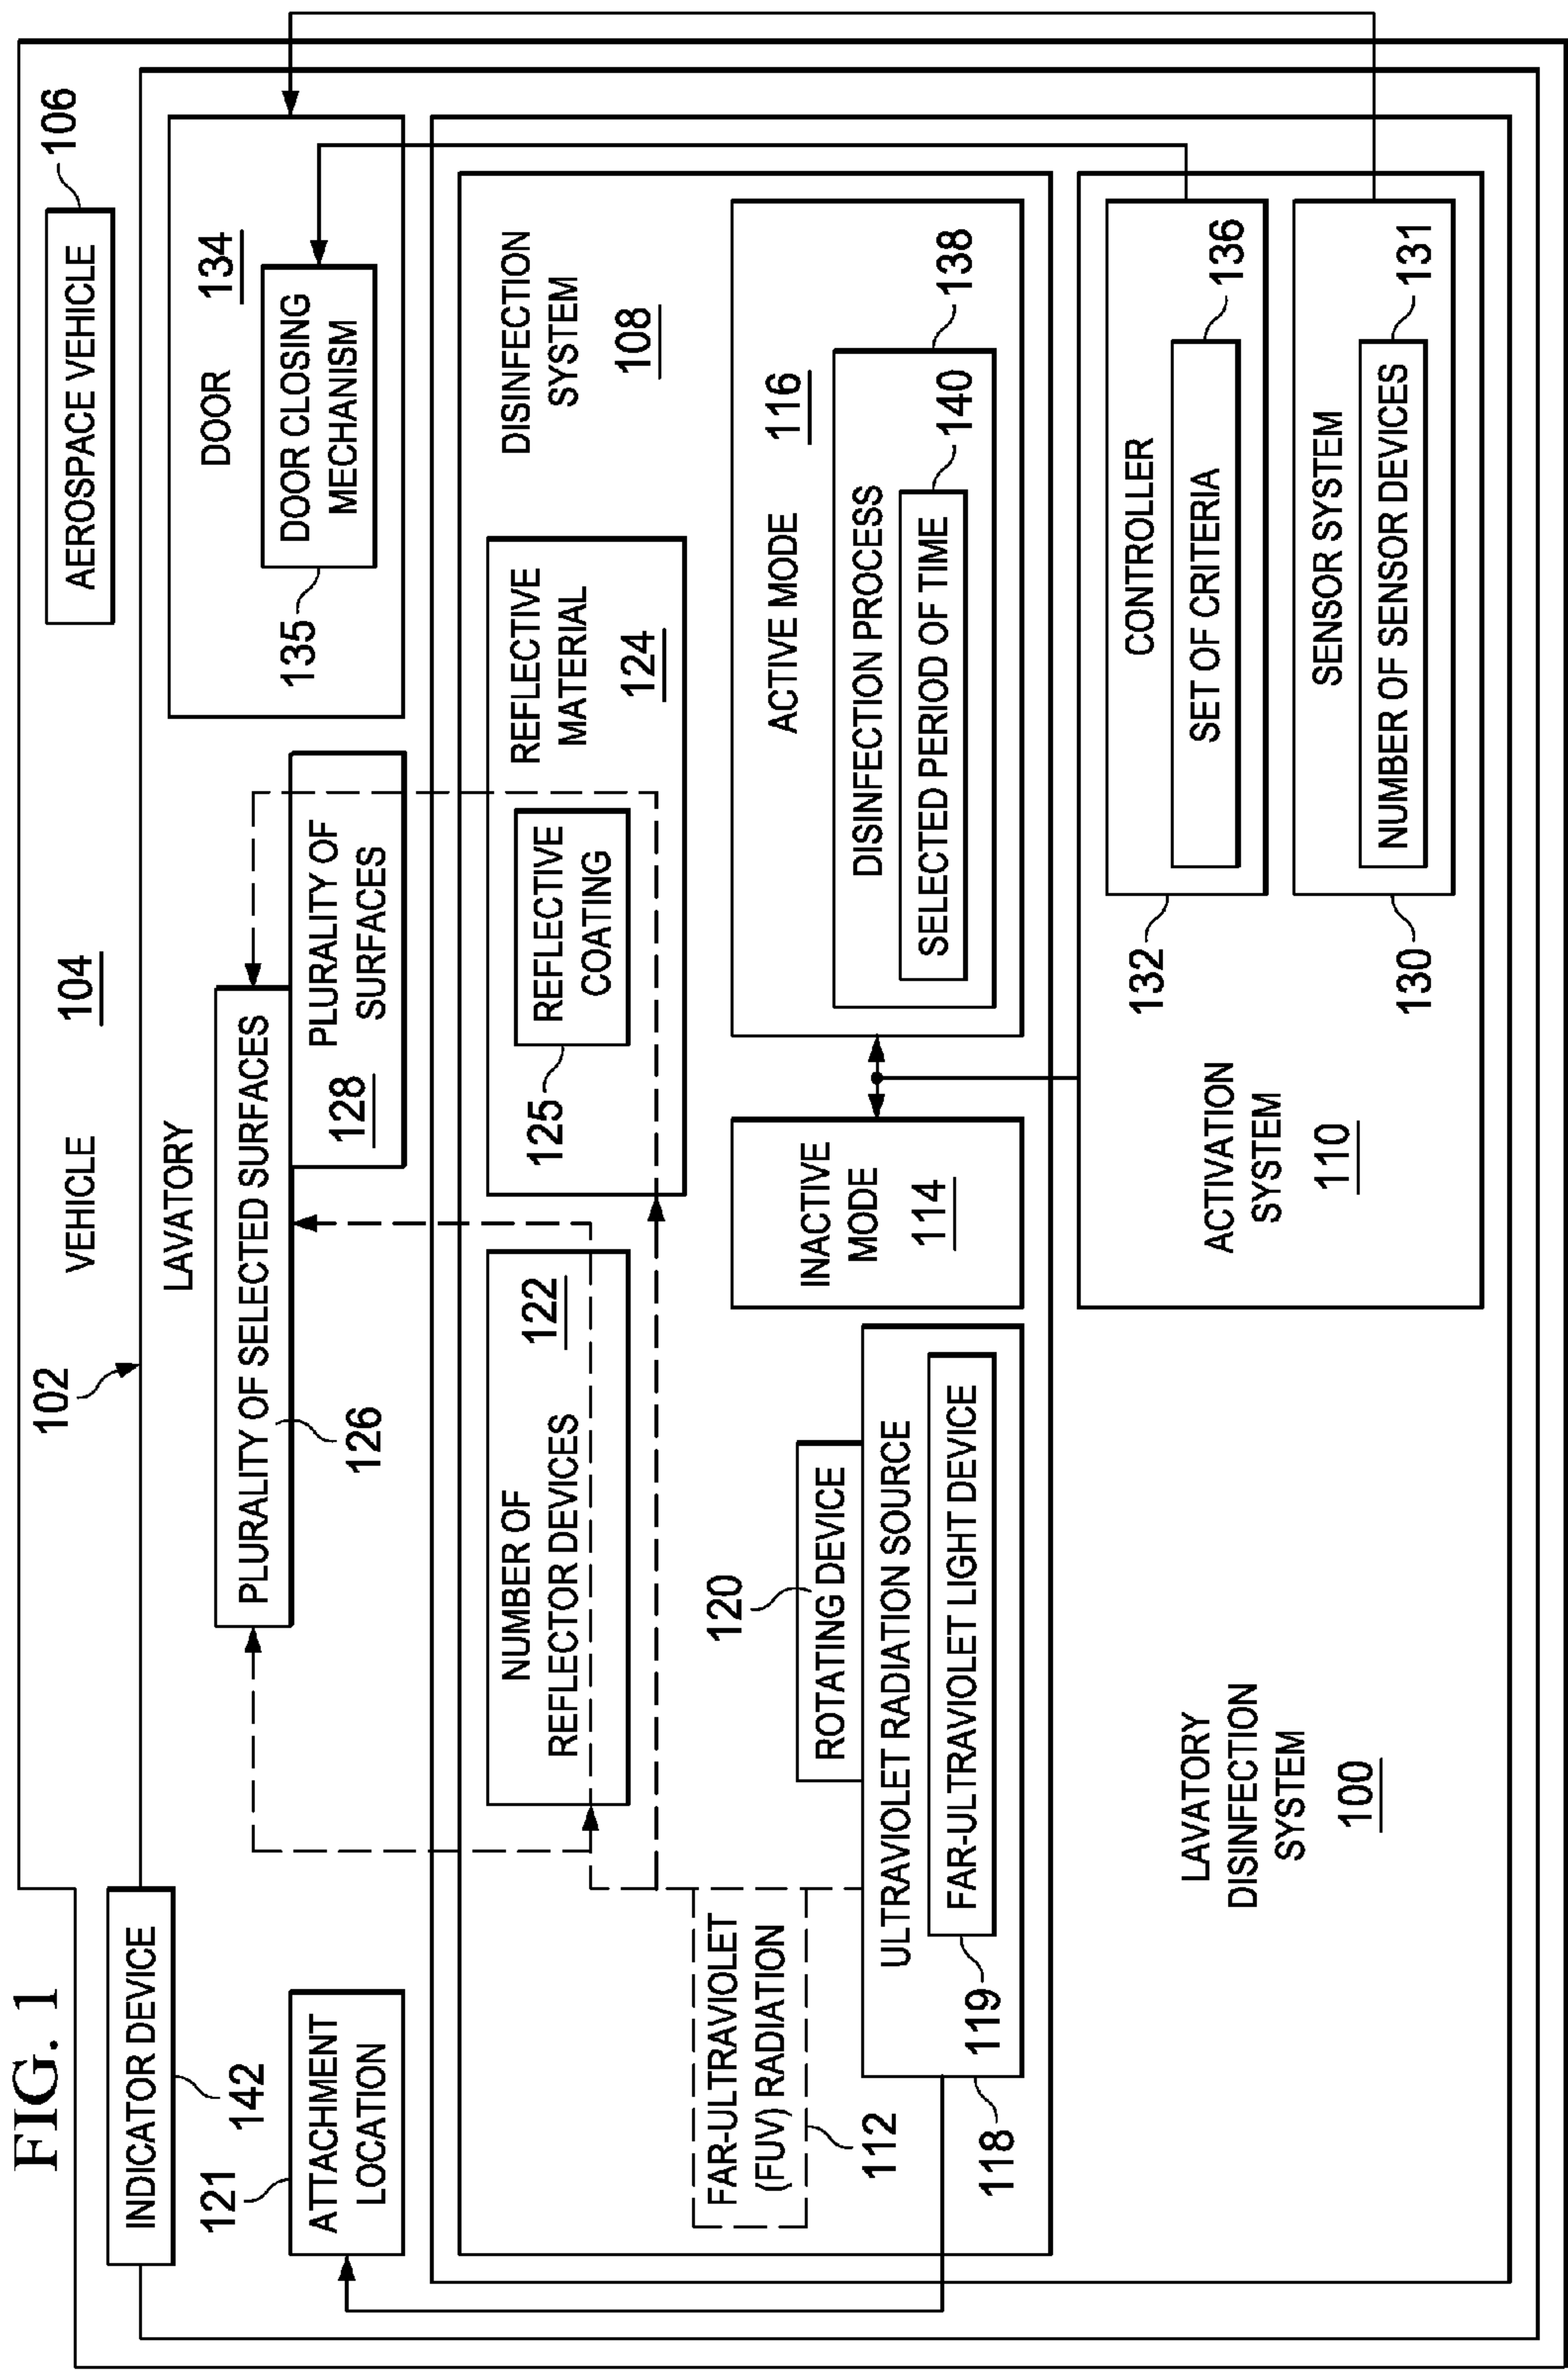 FIG. 1
VEHICLE
104
AEROSPACE VEHICLE
106
102
INDICATOR DEVICE
142
LAVATORY
121
ATTACHMENT
LOCATION
PLURALITY OF SELECTED SURFACES
126
PLURALITY OF
SURFACES
128
DOOR
134
DOOR CLOSING
MECHANISM
135
NUMBER OF
REFLECTOR DEVICES
122
REFLECTIVE
MATERIAL
124
REFLECTIVE
COATING
125
DISINFECTION
SYSTEM
108
FAR-ULTRAVIOLET
(FUV) RADIATION
112
120
ROTATING DEVICE
ULTRAVIOLET RADIATION SOURCE
FAR-ULTRAVIOLET LIGHT DEVICE
119
118
INACTIVE
MODE
114
ACTIVE MODE
116
DISINFECTION PROCESS
138
SELECTED PERIOD OF TIME
140
LAVATORY
DISINFECTION
SYSTEM
100
ACTIVATION
SYSTEM
110
CONTROLLER
132
SET OF CRITERIA
136
SENSOR SYSTEM
130
NUMBER OF SENSOR DEVICES
131